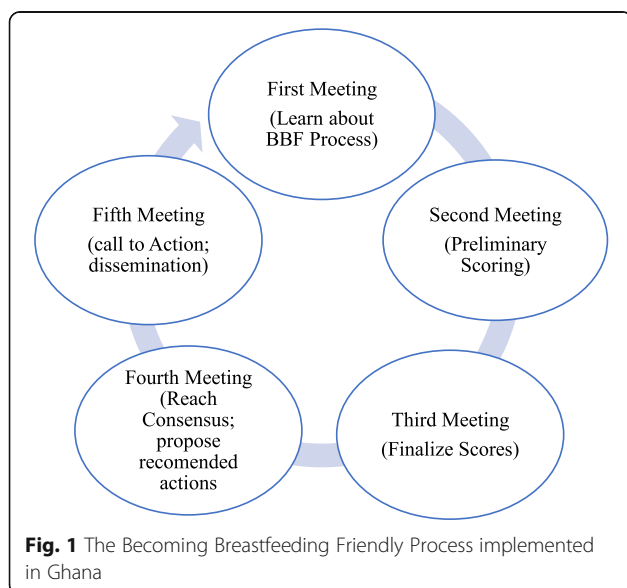 First Meeting
(Learn about
BBF Process)
Second Meeting
(Preliminary
Scoring)
Third Meeting
(Finalize Scores)
Fourth Meeting
(Reach
Consensus;
propose
recomended
actions
Fifth Meeting
(call to Action;
dissemination)
Fig. 1 The Becoming Breastfeeding Friendly Process implemented
in Ghana